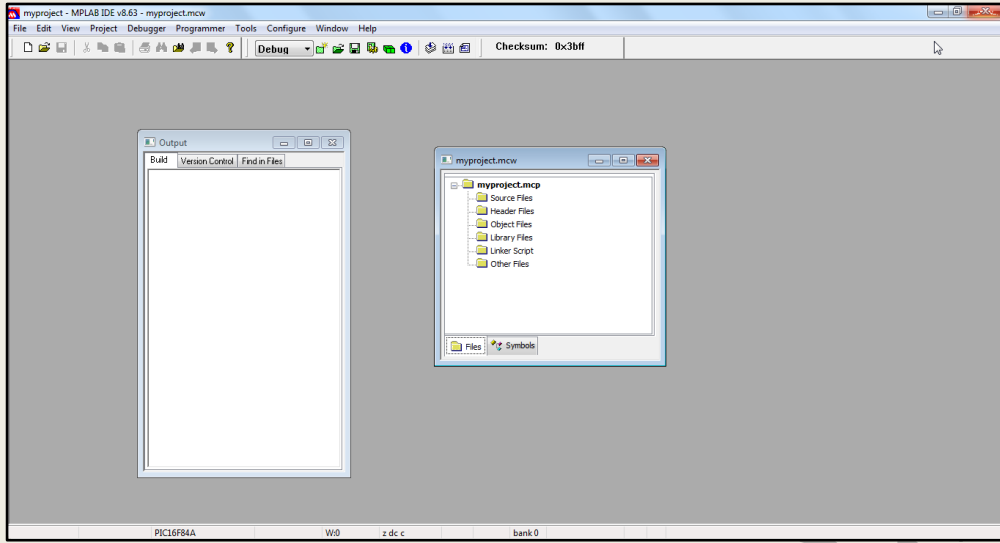 myproject - MPLAB IDE v8.63 - myproject.mcw
File Edit View Project Debugger Programmer Tools Configure Window Help
Debug Checksum: 0x3bff
Output
Build Version Control Find in Files
myproject.mcw
myproject.mcp
Source Files
Header Files
Object Files
Library Files
Linker Script
Other Files
Files Symbols
PIC16F84A W:0 z dc c bank 0